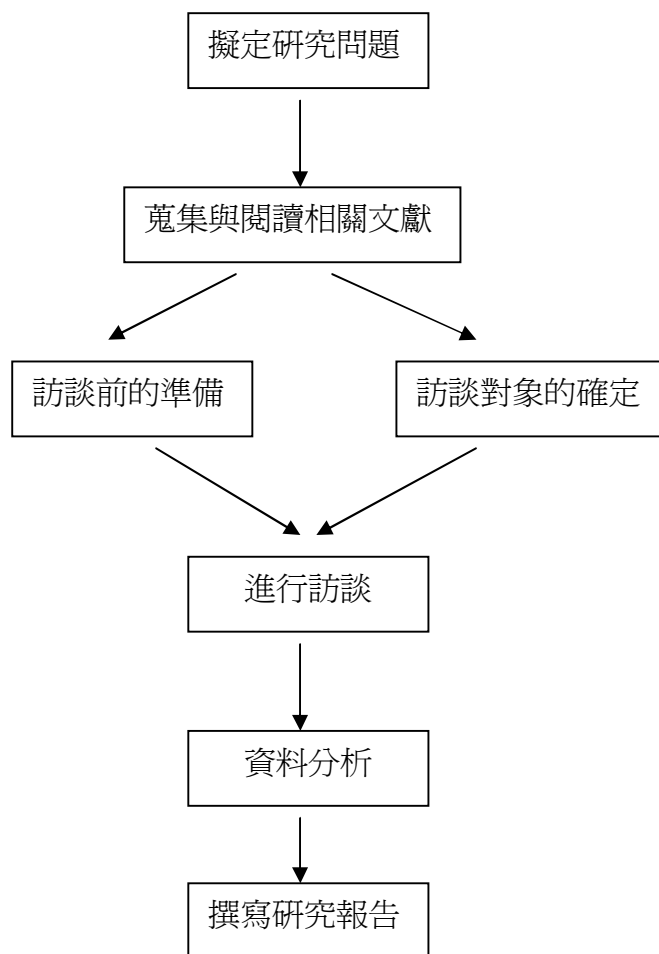 擬定研究問題
蒐集與閱讀相關文獻
訪談前的準備
訪談對象的確定
進行訪談
資料分析
撰寫研究報告